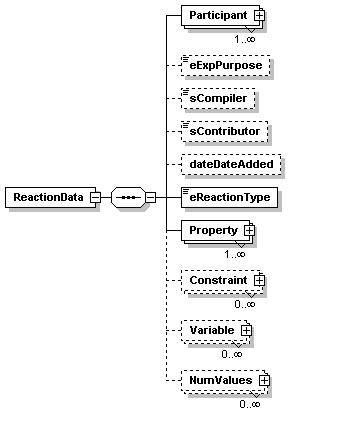 Participant
1..∞
eExpPurpose
sCompiler
sContributor
dateDateAdded
ReactionData
eReactionType
Property
1..∞
Constraint
0..∞
Variable
0..∞
NumValues
0..∞